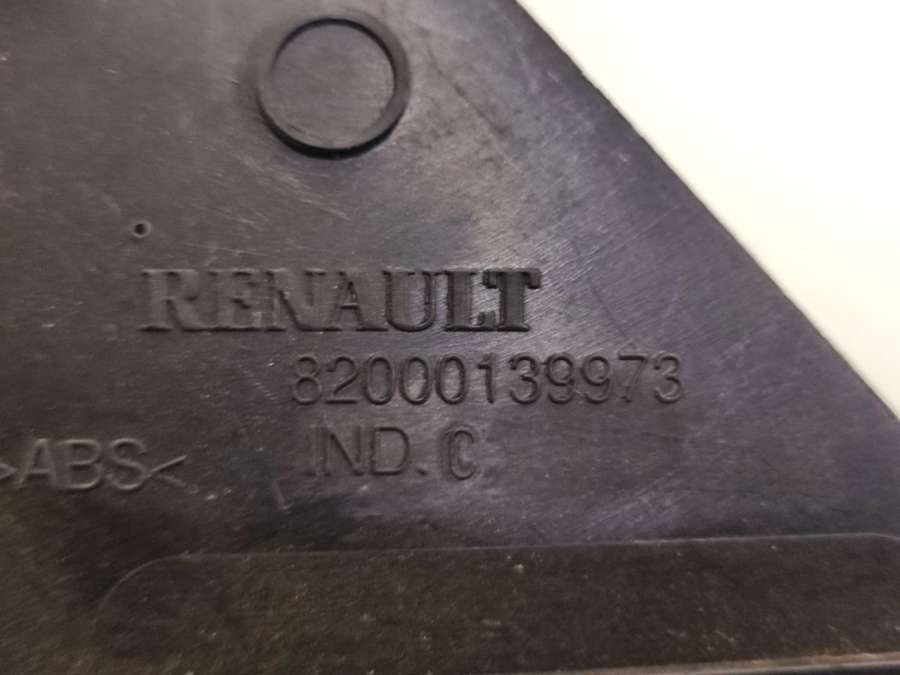 RENAULT
82000139973
IND. C
>ABS<